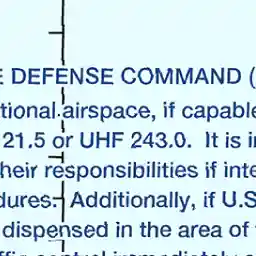 E DEFENSE COMMAND (
tional airspace, if capable
21.5 or UHF 243.0. It is i
heir responsibilities if inte
dures. Additionally, if U.S
dispensed in the area of